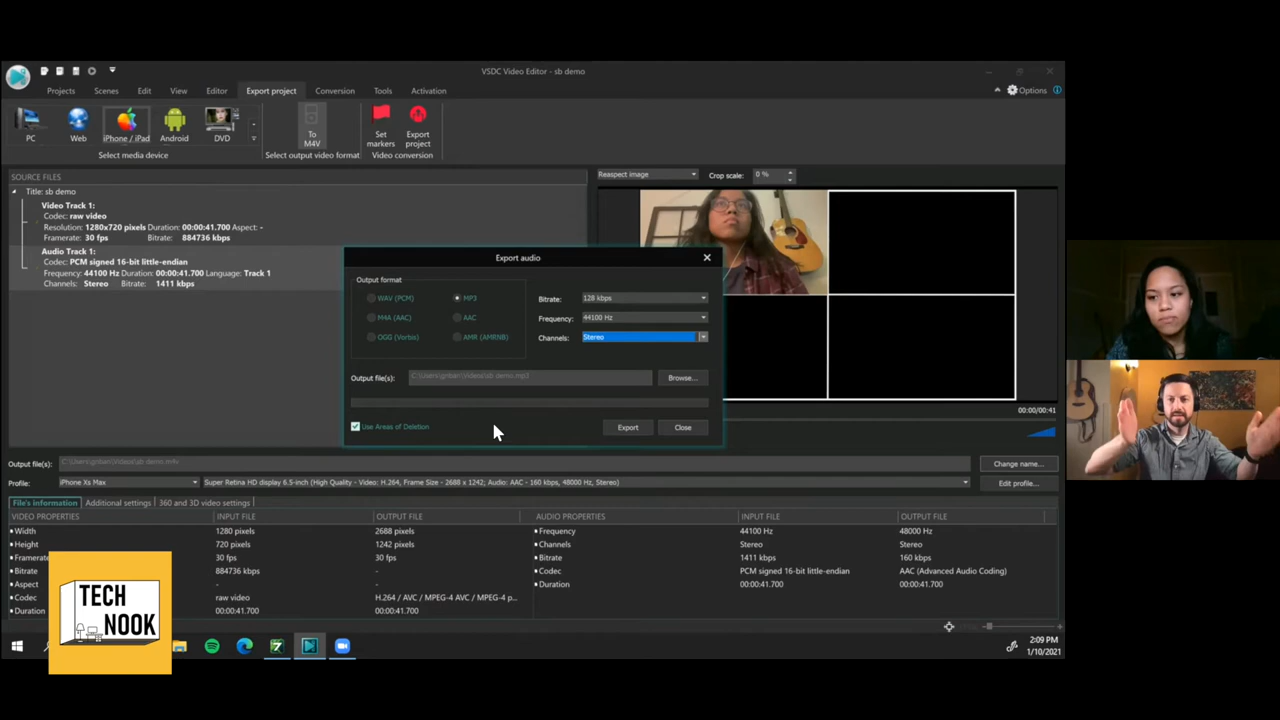 VSDC Video Editor - sb demo
Projects Scenes Edit View Editor Export project Conversion Tools Activation
Options
PC Web iPhone / iPad Android DVD
To
M4V
Set
markers
Export
project
Select media device Select output video format Video conversion
SOURCE FILES
Title: sb demo
Video Track 1:
Codec: raw video
Resolution: 1280x720 pixels Duration: 00:00:41.700 Aspect: -
Framerate: 30 fps Bitrate: 884736 kbps
Audio Track 1:
Codec: PCM signed 16-bit little-endian
Frequency: 44100 Hz Duration: 00:00:41.700 Language: Track 1
Channels: Stereo Bitrate: 1411 kbps
Reaspect image Crop scale: 0 %
Export audio
Output format
WAV (PCM) MP3
M4A (AAC) AAC
OGG (Vorbis) AMR (AMRNB)
Bitrate: 128 kbps
Frequency: 44100 Hz
Channels: Stereo
Output file(s): Browse...
Use Areas of Deletion Export Close
00:00/00:41
Output file(s): Change name...
Profile: iPhone Xs Max Super Retina HD display 6.5-inch (High Quality - Video: H.264, Frame Size - 2688 x 1242; Audio: AAC - 160 kbps, 48000 Hz, Stereo) Edit profile...
File's information Additional settings 360 and 3D video settings
VIDEO PROPERTIES INPUT FILE OUTPUT FILE AUDIO PROPERTIES INPUT FILE OUTPUT FILE
Width 1280 pixels 2688 pixels Frequency 44100 Hz 48000 Hz
Height 720 pixels 1242 pixels Channels Stereo Stereo
Framerate 30 fps 30 fps Bitrate 1411 kbps 160 kbps
Bitrate 884736 kbps - Codec PCM signed 16-bit little-endian AAC (Advanced Audio Coding)
Aspect - - Duration 00:00:41.700 00:00:41.700
Codec raw video H.264 / AVC / MPEG-4 AVC / MPEG-4 p...
Duration 00:00:41.700 00:00:41.700
TECH
NOOK
2:09 PM
1/10/2021